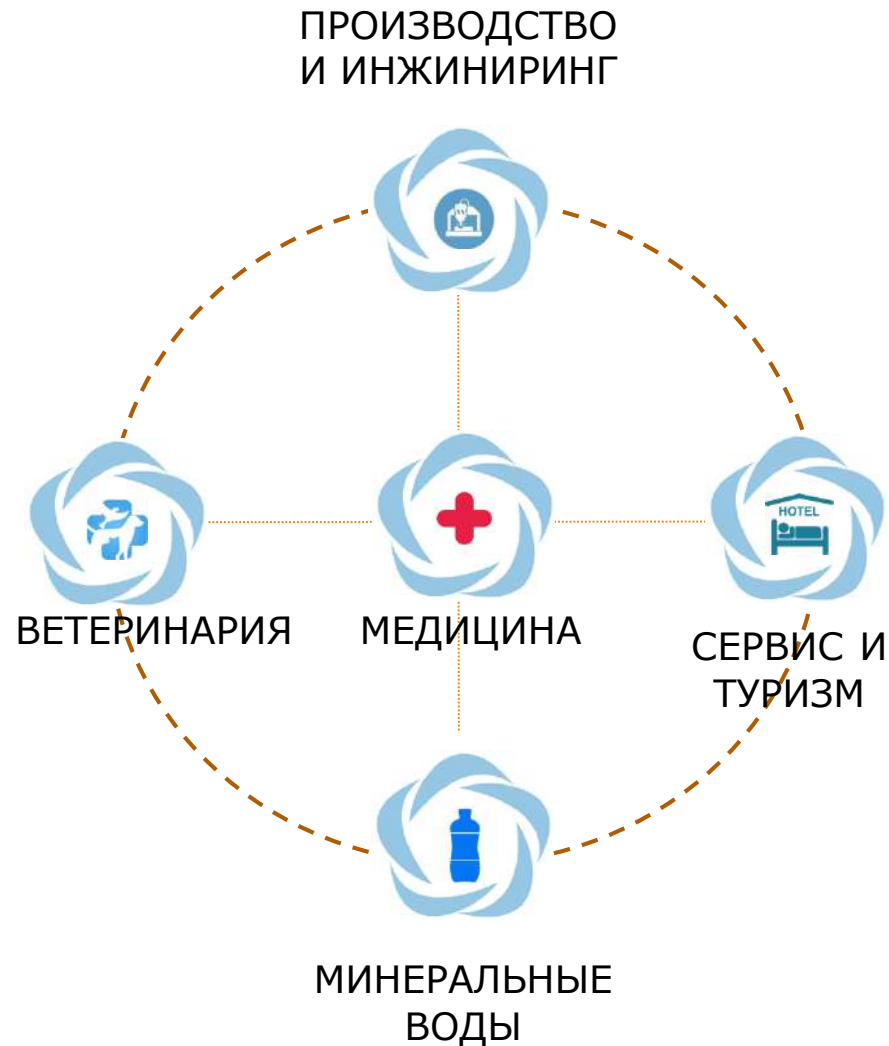 ПРОИЗВОДСТВО
И ИНЖИНИРИНГ
HOTEL
ВЕТЕРИНАРИЯ
МЕДИЦИНА
СЕРВИС И
ТУРИЗМ
МИНЕРАЛЬНЫЕ
ВОДЫ